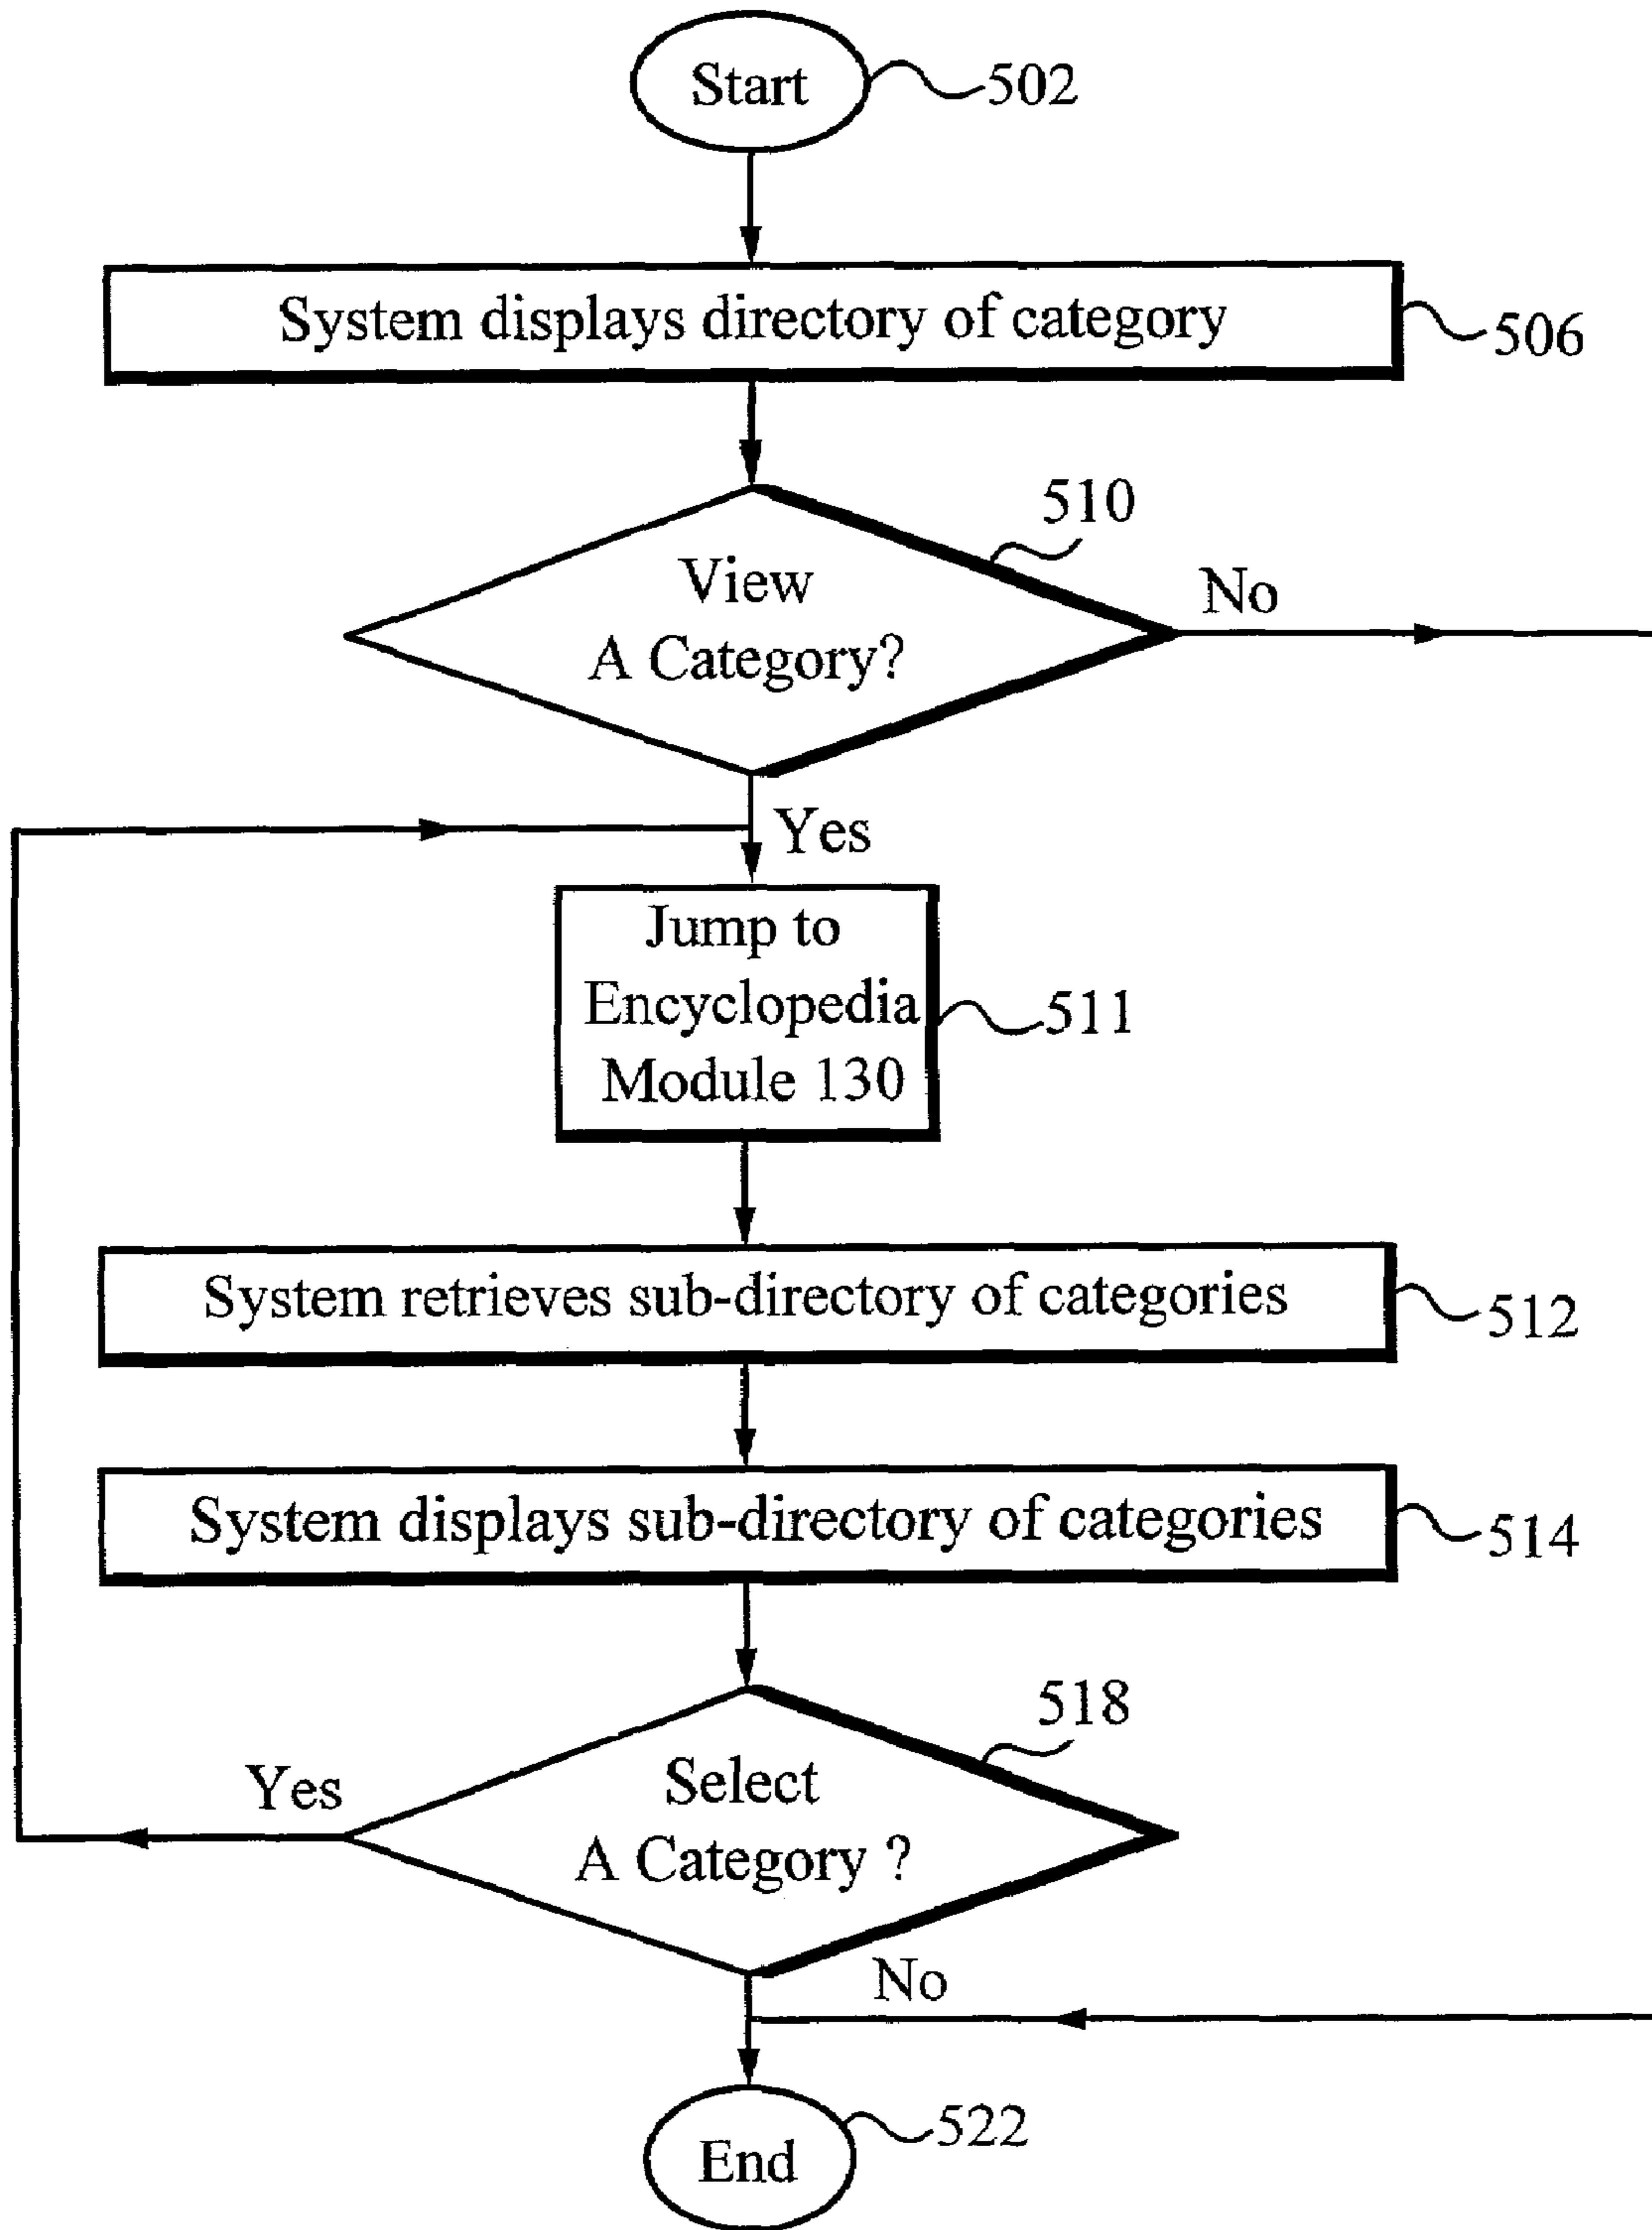 Start
502
System displays directory of category
506
510
View
A Category?
No
Yes
Jump to
Encyclopedia
Module 130
511
System retrieves sub-directory of categories
512
System displays sub-directory of categories
514
518
Select
A Category ?
Yes
No
End
522